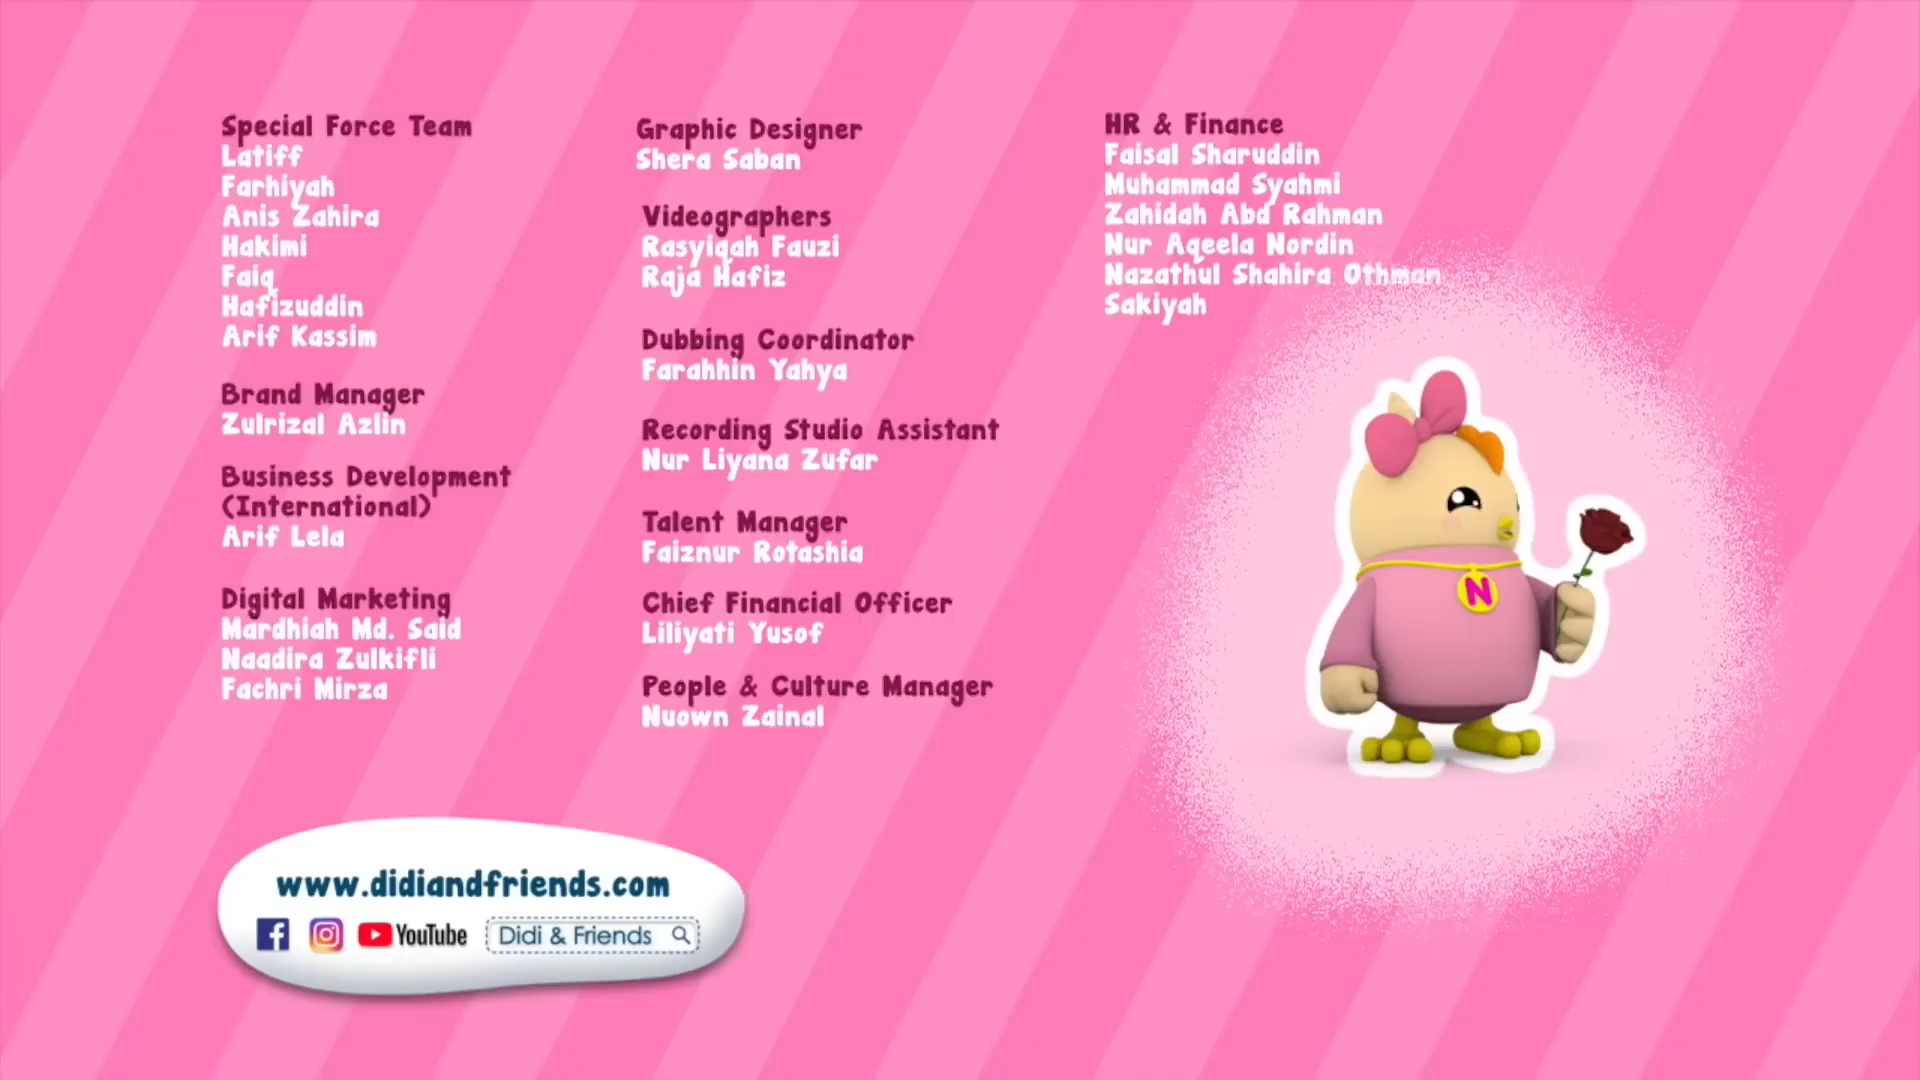 Special Force Team
Latiff
Farhiyah
Anis Zahira
Hakimi
Faiq
Hafizuddin
Arif Kassim
Brand Manager
Zulrizal Azlin
Business Development
(International)
Arif Lela
Digital Marketing
Mardhiah Md. Said
Naadira Zulkifli
Fachri Mirza
Graphic Designer
Shera Saban
Videographers
Rasyiqah Fauzi
Raja Hafiz
Dubbing Coordinator
Farahhin Yahya
Recording Studio Assistant
Nur Liyana Zufar
Talent Manager
Faiznur Rotashia
Chief Financial Officer
Liliyati Yusof
People & Culture Manager
Nuown Zainal
HR & Finance
Faisal Sharuddin
Muhammad Syahmi
Zahidah Abd Rahman
Nur Aqeela Nordin
Nazathul Shahira Othman
Sakiyah
N
www.didiandfriends.com
YouTube Didi & Friends